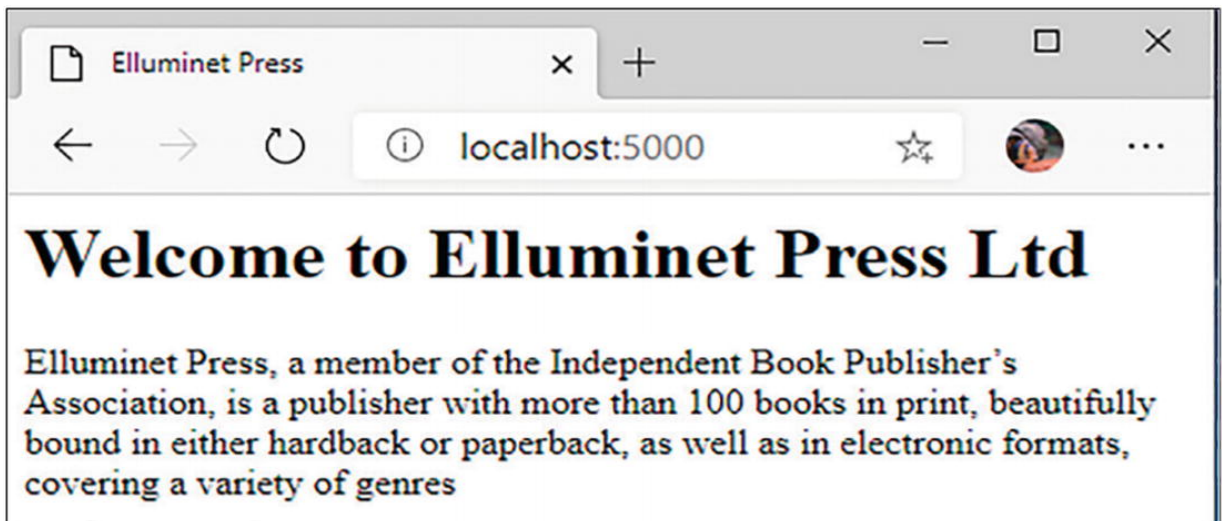 Elluminet Press
localhost:5000
Welcome to Elluminet Press Ltd
Elluminet Press, a member of the Independent Book Publisher’s
Association, is a publisher with more than 100 books in print, beautifully
bound in either hardback or paperback, as well as in electronic formats,
covering a variety of genres